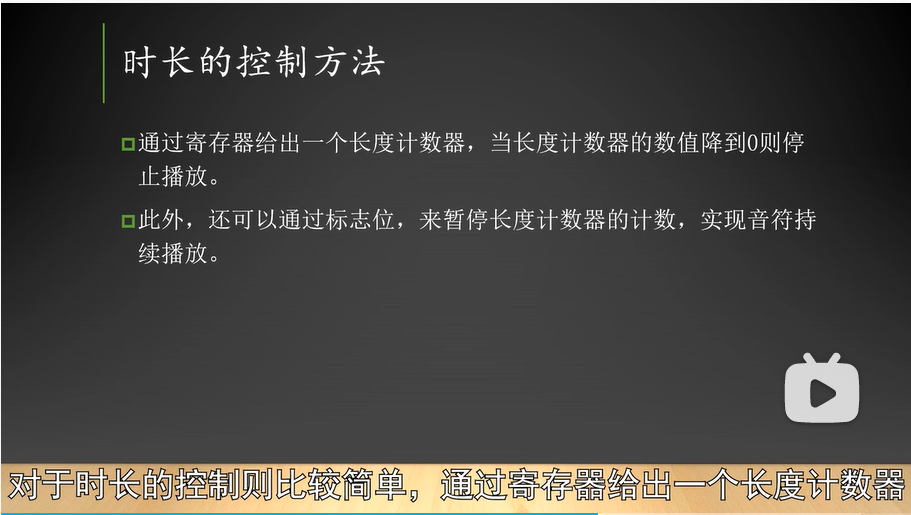 时长的控制方法
通过寄存器给出一个长度计数器，当长度计数器的数值降到0则停
止播放。
此外，还可以通过标志位，来暂停长度计数器的计数，实现音符持
续播放。
对于时长的控制则比较简单，通过寄存器给出一个长度计数器